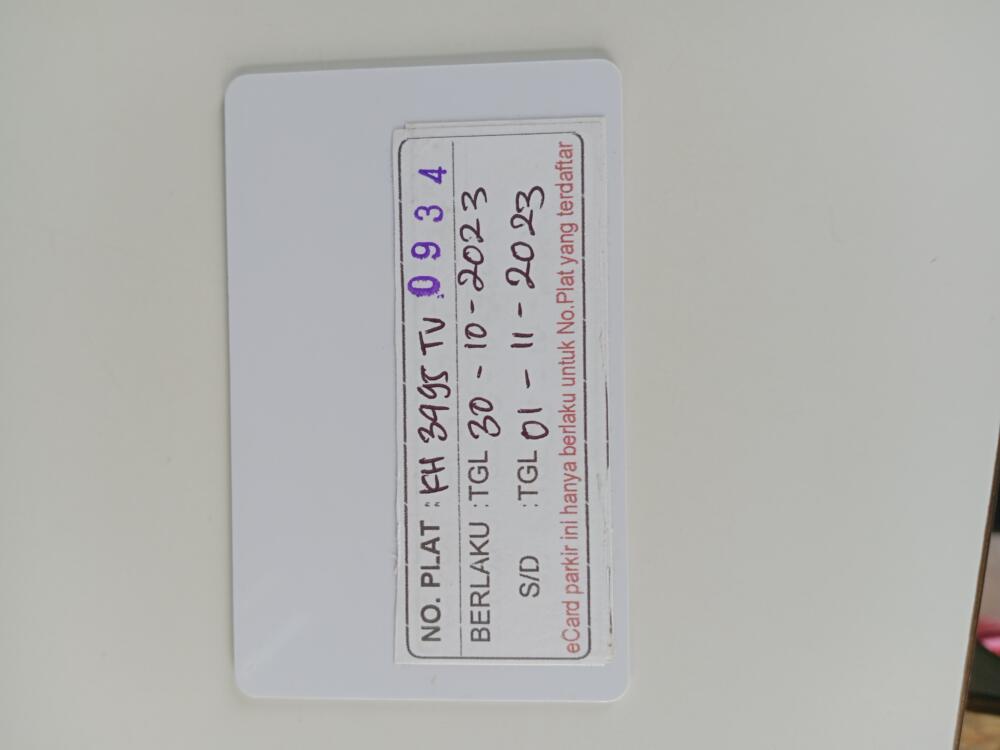 NO. PLAT : KH 3495 TV 0934
BERLAKU : TGL 30 - 10 - 2023
S/D : TGL 01 - 11 - 2023
eCard parkir ini hanya berlaku untuk No.Plat yang terdaftar